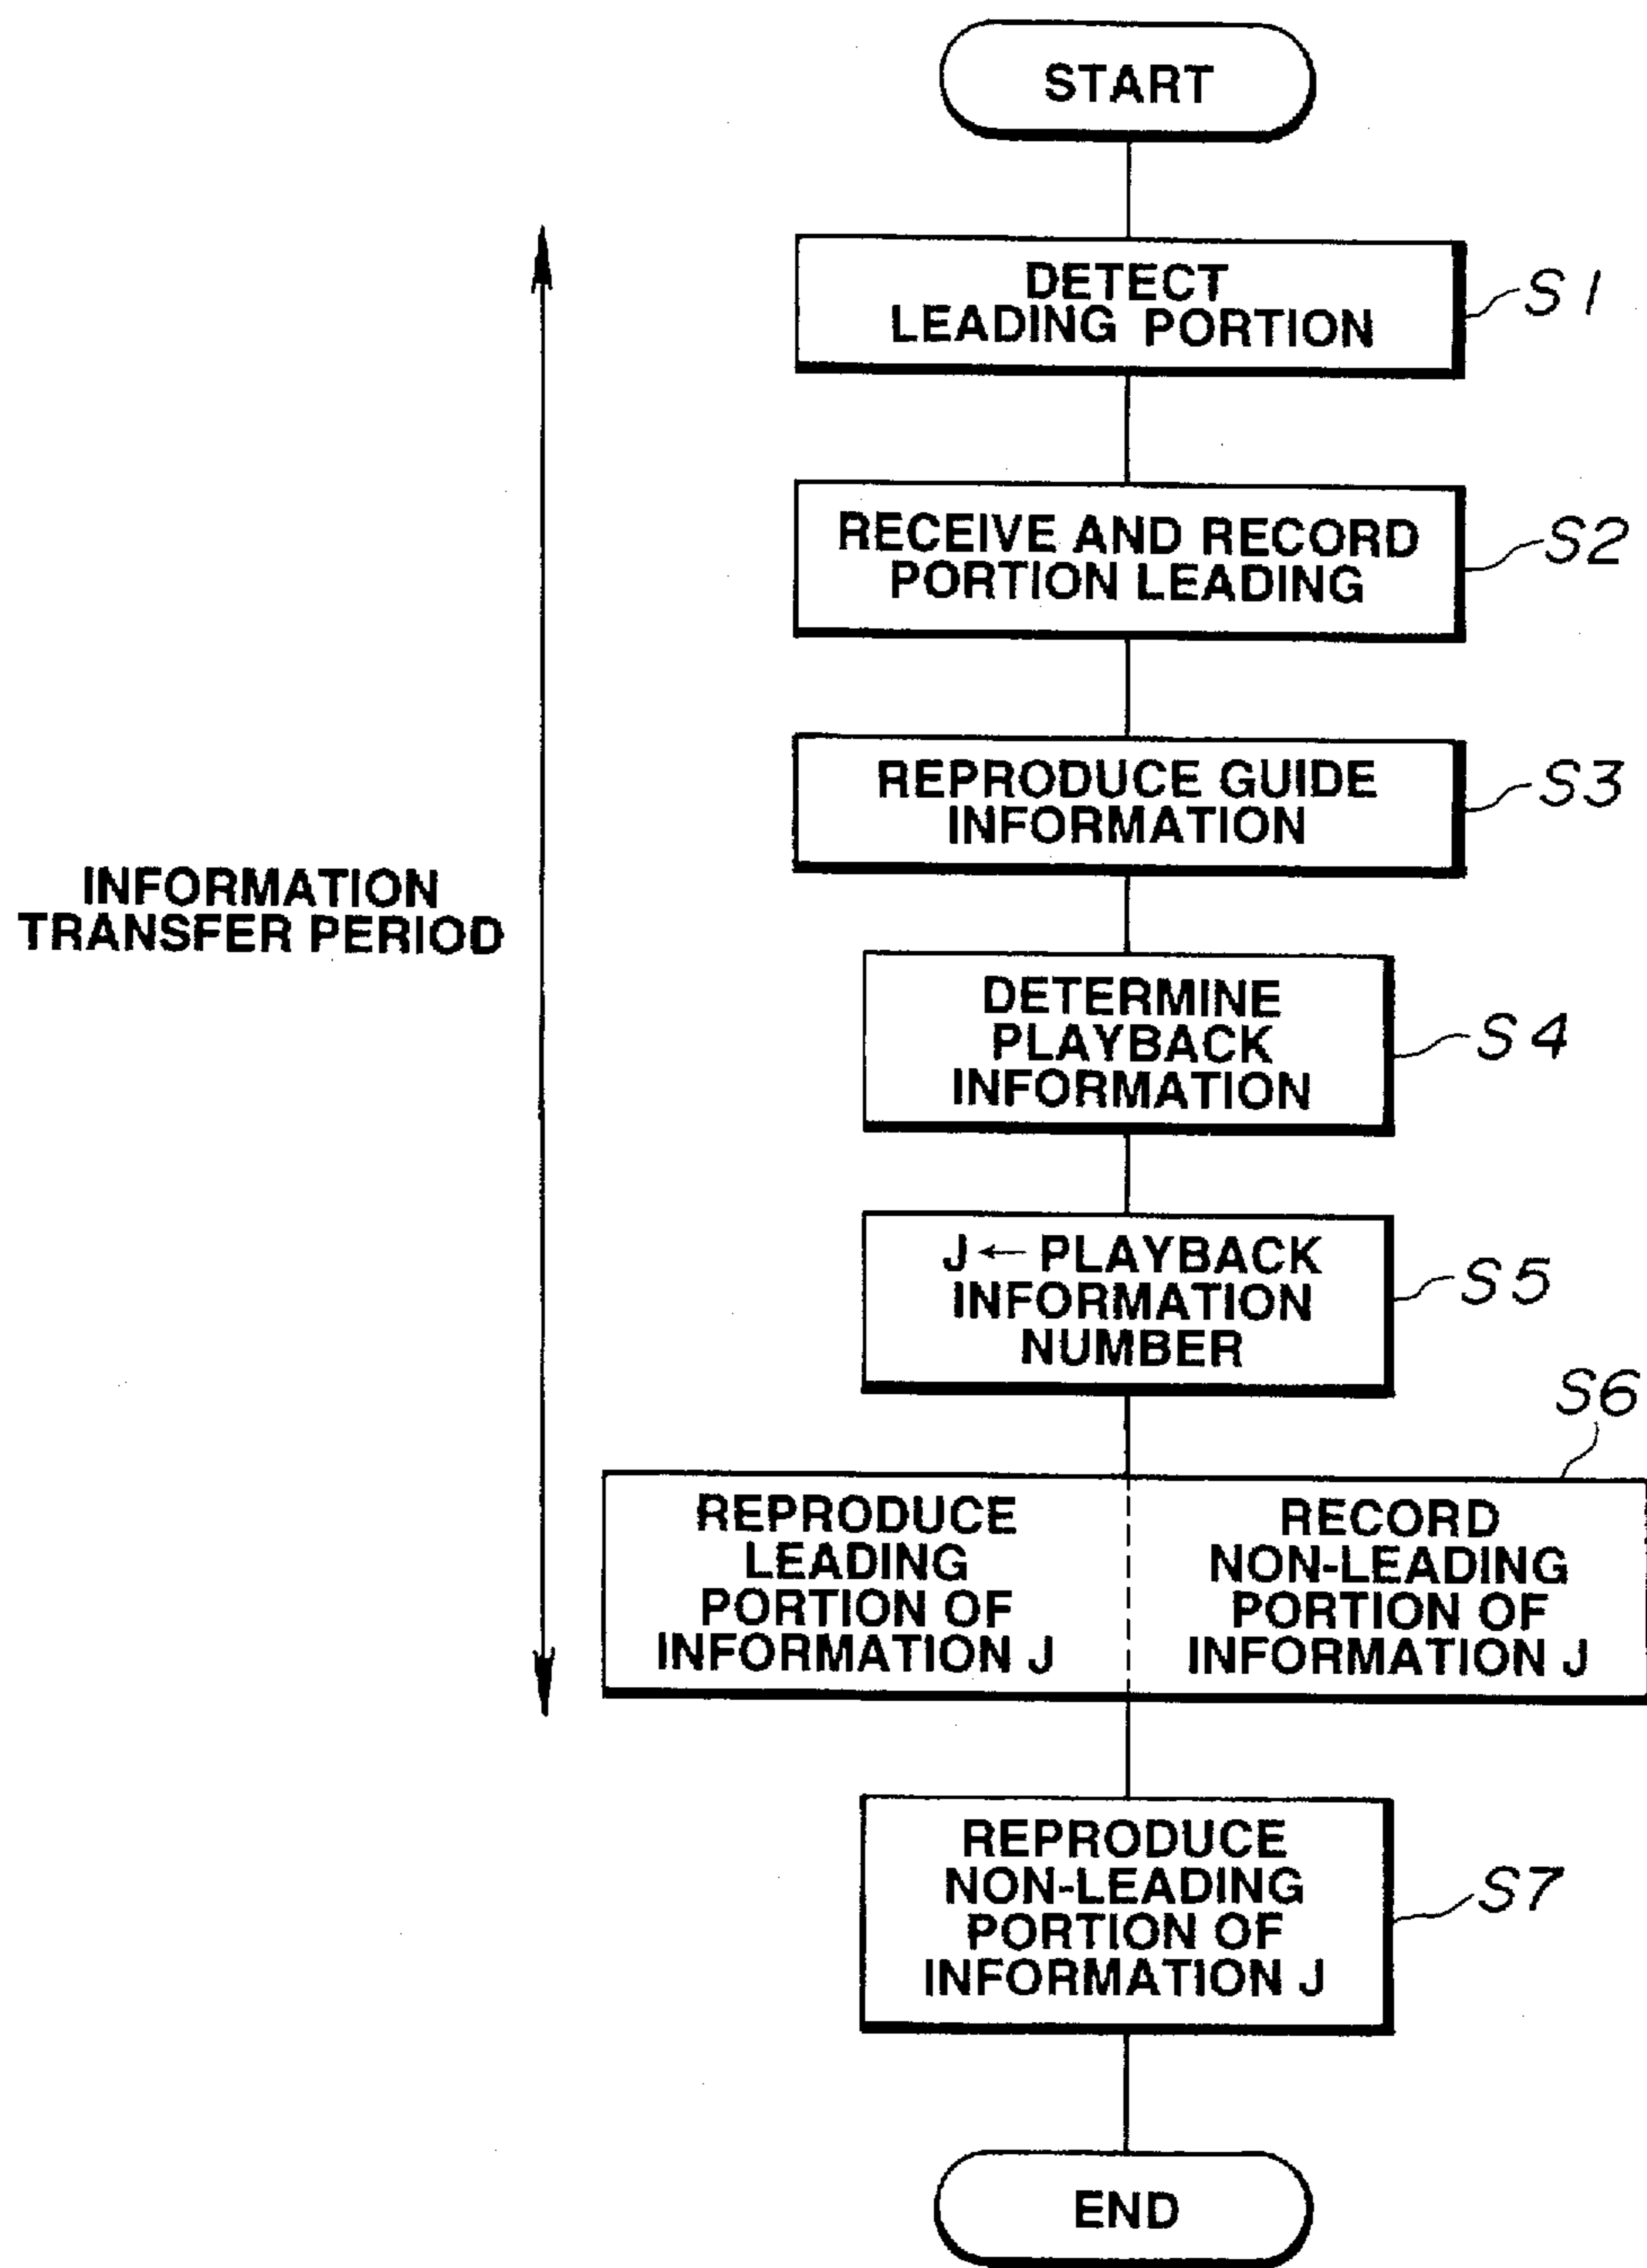 START
DETECT
LEADING PORTION
S1
RECEIVE AND RECORD
PORTION LEADING
S2
REPRODUCE GUIDE
INFORMATION
S3
INFORMATION
TRANSFER PERIOD
DETERMINE
PLAYBACK
INFORMATION
S4
J ← PLAYBACK
INFORMATION
NUMBER
S5
S6
REPRODUCE
LEADING
PORTION OF
INFORMATION J
RECORD
NON-LEADING
PORTION OF
INFORMATION J
REPRODUCE
NON-LEADING
PORTION OF
INFORMATION J
S7
END